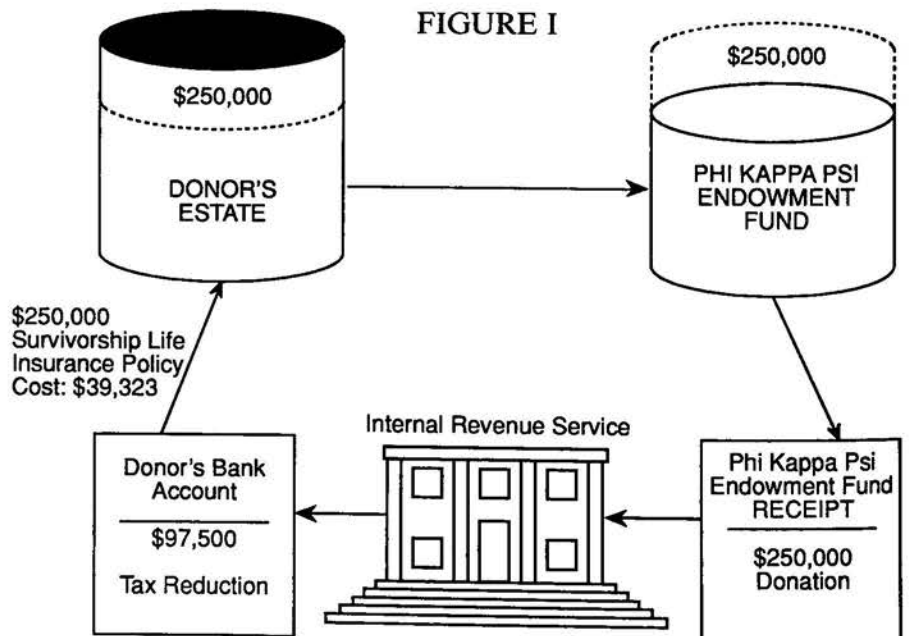 FIGURE I
$250,000
DONOR'S
ESTATE
$250,000
PHI KAPPA PSI
ENDOWMENT
FUND
$250,000
Survivorship Life
Insurance Policy
Cost: $39,323
Donor's Bank
Account
$97,500
Tax Reduction
Internal Revenue Service
Phi Kappa Psi
Endowment Fund
RECEIPT
$250,000
Donation